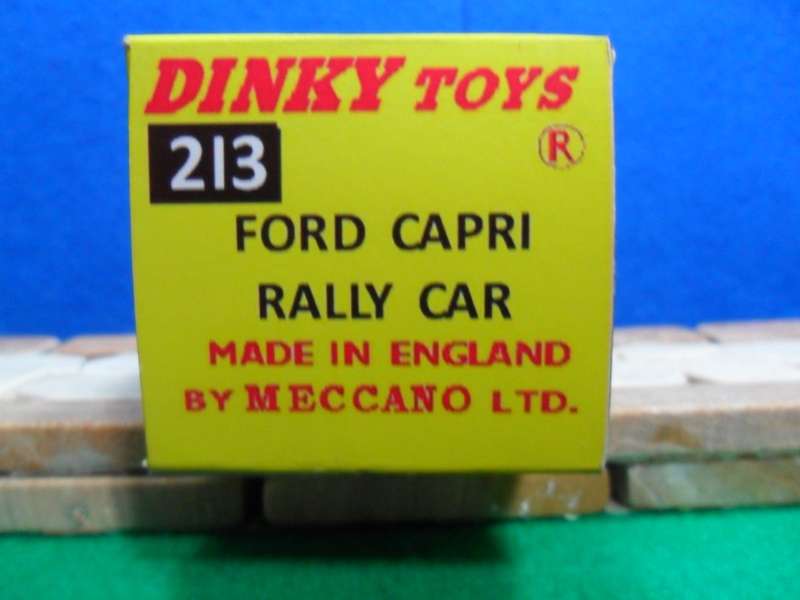 DINKY TOYS
213
®
FORD CAPRI
RALLY CAR
MADE IN ENGLAND
BY MECCANO LTD.